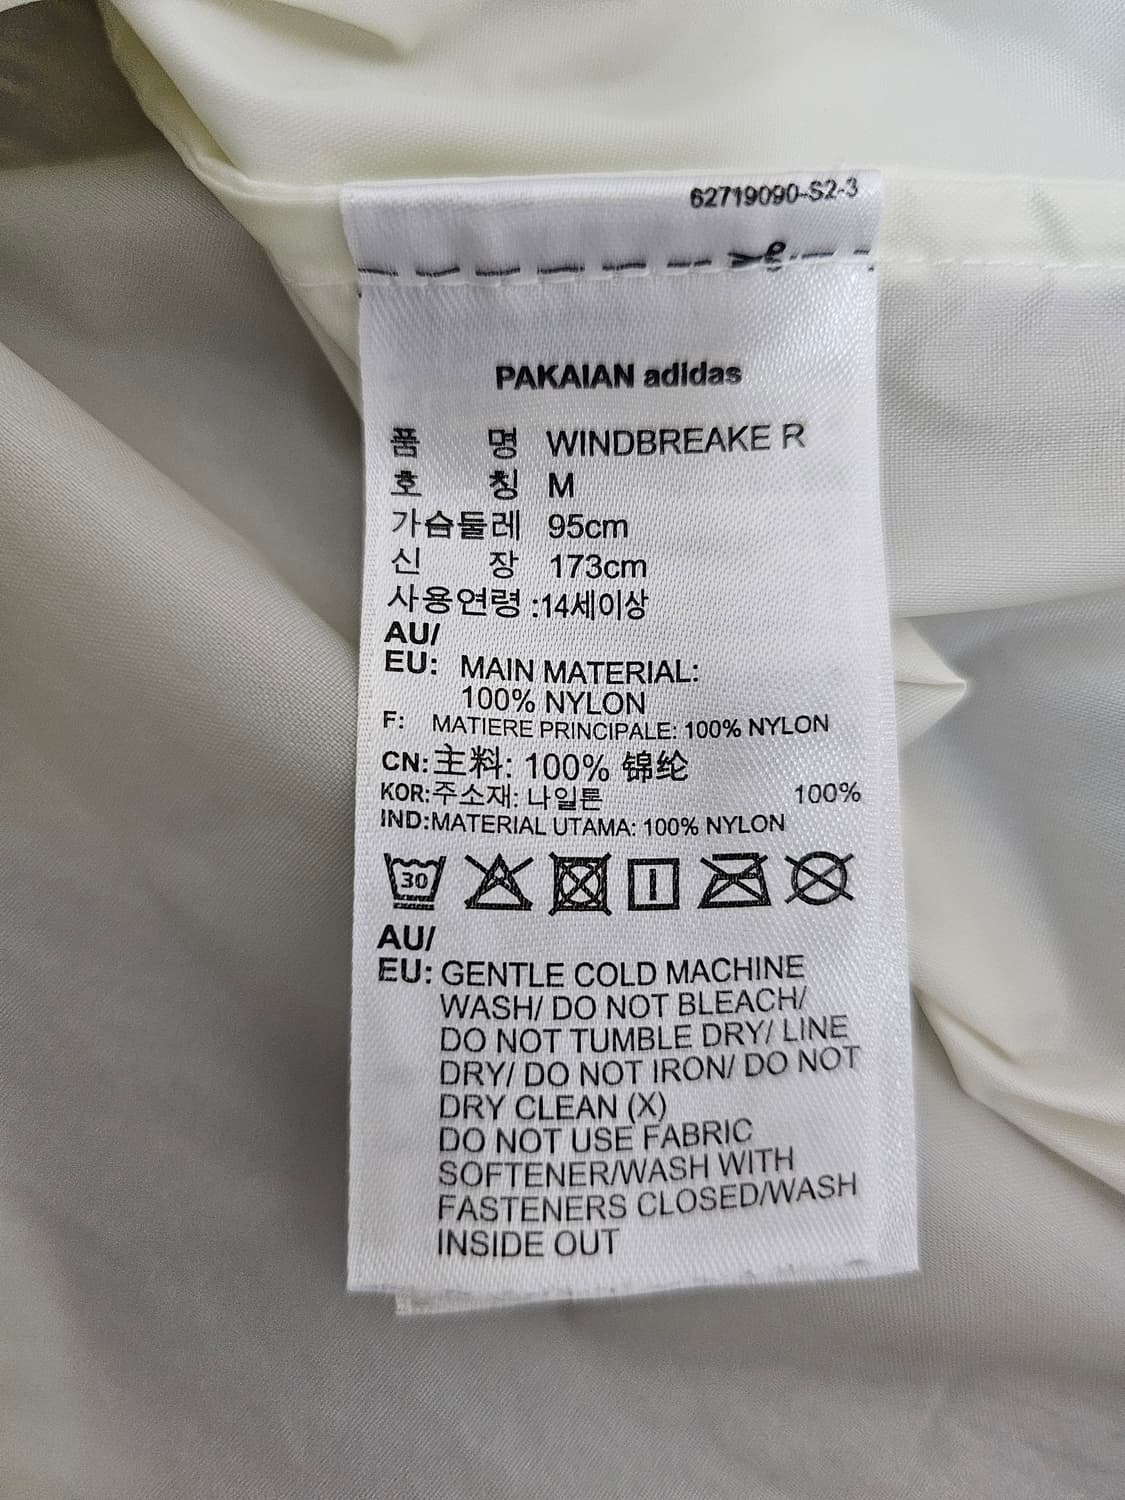 62719090-S2-3
PAKAIAN adidas
품 명 WINDBREAKE R
호 칭 M
가슴둘레 95cm
신 장 173cm
사용연령 :14세이상
AU/
EU: MAIN MATERIAL:
100% NYLON
F: MATIERE PRINCIPALE: 100% NYLON
CN:主料: 100% 锦纶
KOR:주소재: 나일론 100%
IND:MATERIAL UTAMA: 100% NYLON
30
AU/
EU: GENTLE COLD MACHINE
WASH/ DO NOT BLEACH/
DO NOT TUMBLE DRY/ LINE
DRY/ DO NOT IRON/ DO NOT
DRY CLEAN (X)
DO NOT USE FABRIC
SOFTENER/WASH WITH
FASTENERS CLOSED/WASH
INSIDE OUT